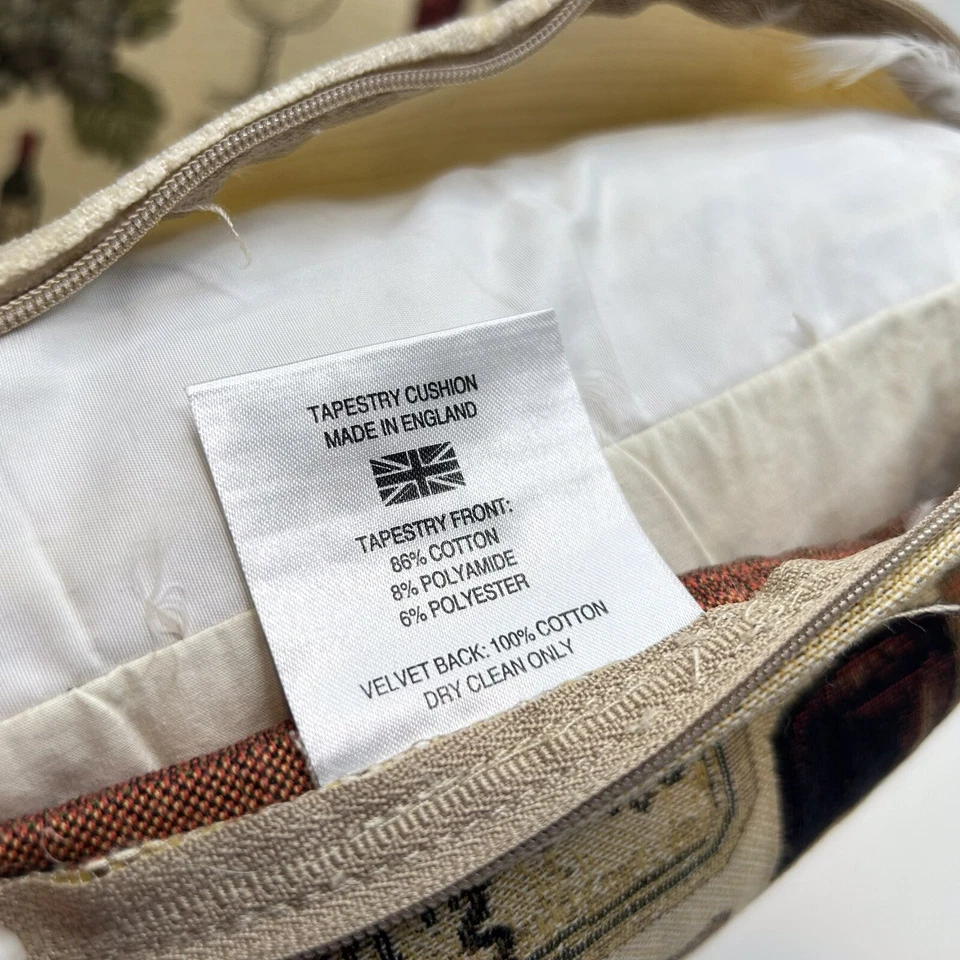 TAPESTRY CUSHION
MADE IN ENGLAND
TAPESTRY FRONT:
86% COTTON
8% POLYAMIDE
6% POLYESTER
VELVET BACK: 100% COTTON
DRY CLEAN ONLY